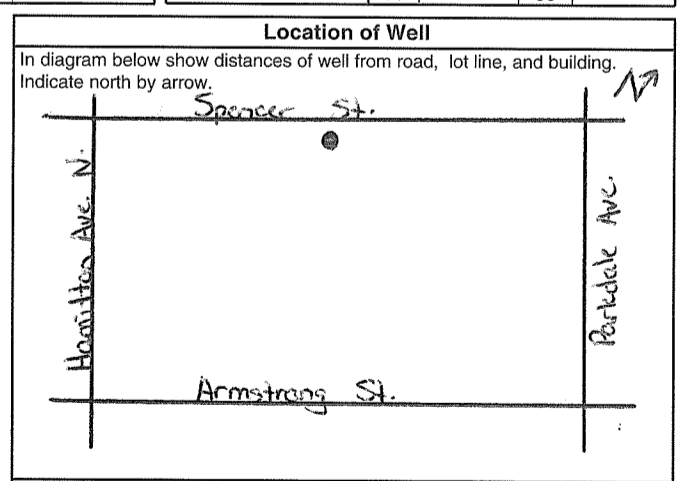 Location of Well
In diagram below show distances of well from road, lot line, and building.
Indicate north by arrow.
N
Spencer St.
Hamilton Ave. N.
Parkdale Ave.
Armstrong St.